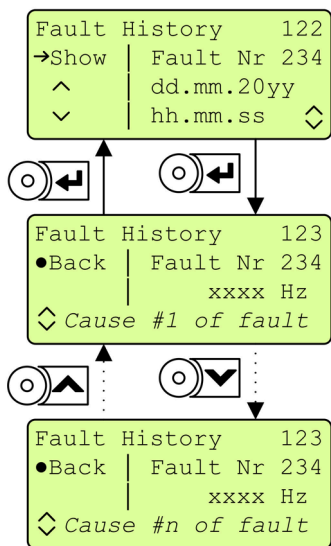 Fault History 122
→Show | Fault Nr 234
^ | dd.mm.20yy
v | hh.mm.ss
Fault History 123
●Back | Fault Nr 234
| xxxx Hz
Cause #1 of fault
Fault History 123
●Back | Fault Nr 234
| xxxx Hz
Cause #n of fault